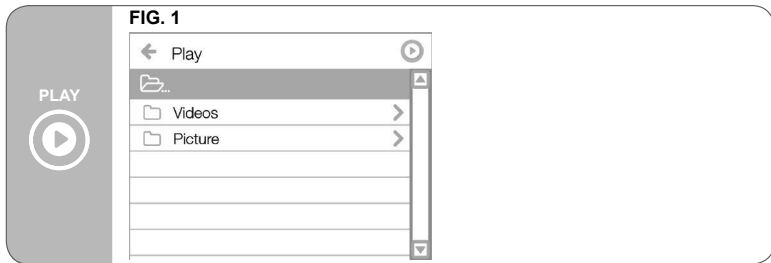 FIG. 1
Play
...
PLAY
Videos
Picture